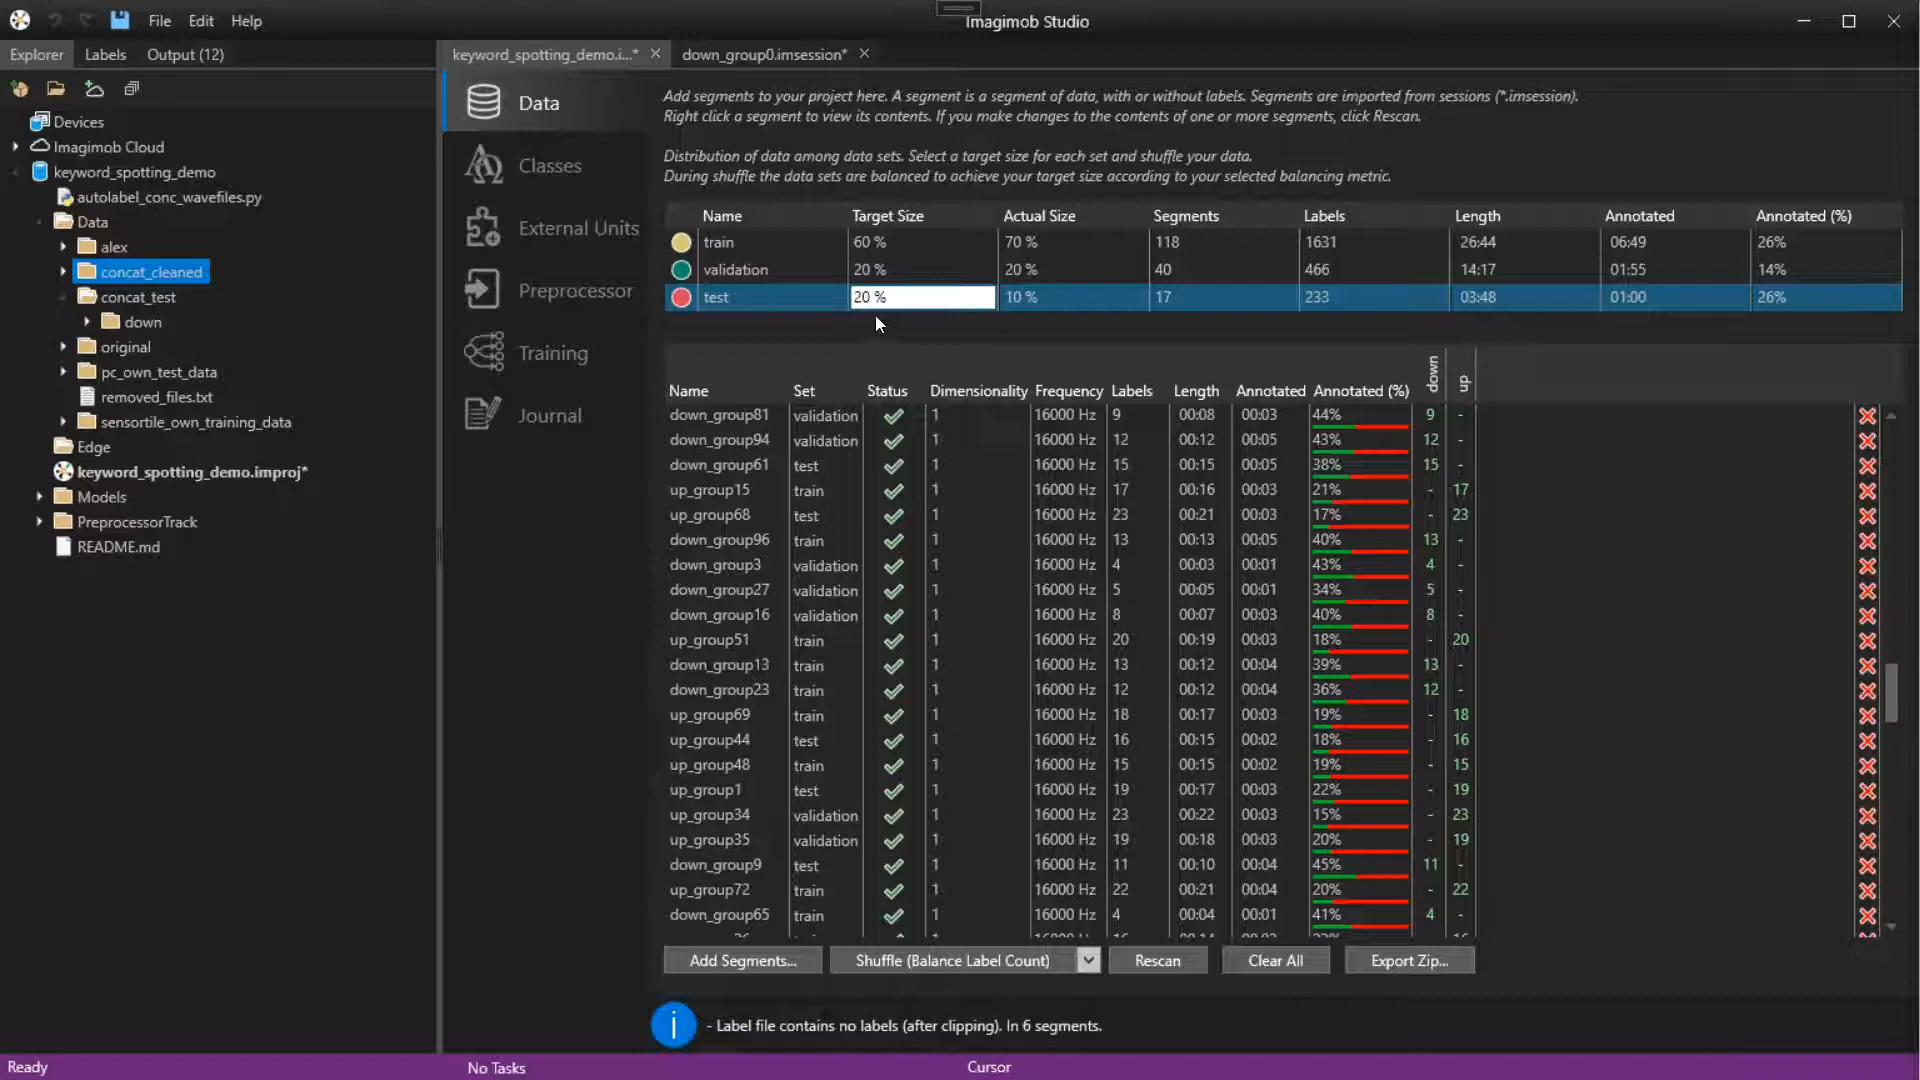 File Edit Help
Imagimob Studio
Explorer Labels Output (12)
keyword_spotting_demo.i...* down_group0.imsession*
Devices
Imagimob Cloud
keyword_spotting_demo
autolabel_conc_wavefiles.py
Data
alex
concat_cleaned
concat_test
down
original
pc_own_test_data
removed_files.txt
sensortile_own_training_data
Edge
keyword_spotting_demo.improj*
Models
PreprocessorTrack
README.md
Data
Classes
External Units
Preprocessor
Training
Journal
Add segments to your project here. A segment is a segment of data, with or without labels. Segments are imported from sessions (*.imsession).
Right click a segment to view its contents. If you make changes to the contents of one or more segments, click Rescan.
Distribution of data among data sets. Select a target size for each set and shuffle your data.
During shuffle the data sets are balanced to achieve your target size according to your selected balancing metric.
Name Target Size Actual Size Segments Labels Length Annotated Annotated (%)
train 60 % 70 % 118 1631 26:44 06:49 26%
validation 20 % 20 % 40 466 14:17 01:55 14%
test 20 % 10 % 17 233 03:48 01:00 26%
Name Set Status Dimensionality Frequency Labels Length Annotated Annotated (%) down up
down_group81 validation 1 16000 Hz 9 00:08 00:03 44% 9 -
down_group94 validation 1 16000 Hz 12 00:12 00:05 43% 12 -
down_group61 test 1 16000 Hz 15 00:15 00:05 38% 15 -
up_group15 train 1 16000 Hz 17 00:16 00:03 21% - 17
up_group68 test 1 16000 Hz 23 00:21 00:03 17% - 23
down_group96 train 1 16000 Hz 13 00:13 00:05 40% 13 -
down_group3 validation 1 16000 Hz 4 00:03 00:01 43% 4 -
down_group27 validation 1 16000 Hz 5 00:05 00:01 34% 5 -
down_group16 validation 1 16000 Hz 8 00:07 00:03 40% 8 -
up_group51 train 1 16000 Hz 20 00:19 00:03 18% - 20
down_group13 train 1 16000 Hz 13 00:12 00:04 39% 13 -
down_group23 train 1 16000 Hz 12 00:12 00:04 36% 12 -
up_group69 train 1 16000 Hz 18 00:17 00:03 19% - 18
up_group44 test 1 16000 Hz 16 00:15 00:02 18% - 16
up_group48 train 1 16000 Hz 15 00:15 00:02 19% - 15
up_group1 test 1 16000 Hz 19 00:17 00:03 22% - 19
up_group34 validation 1 16000 Hz 23 00:22 00:03 15% - 23
up_group35 validation 1 16000 Hz 19 00:18 00:03 20% - 19
down_group9 test 1 16000 Hz 11 00:10 00:04 45% 11 -
up_group72 train 1 16000 Hz 22 00:21 00:04 20% - 22
down_group65 train 1 16000 Hz 4 00:04 00:01 41% 4 -
Add Segments... Shuffle (Balance Label Count) Rescan Clear All Export Zip...
- Label file contains no labels (after clipping). In 6 segments.
Ready No Tasks Cursor